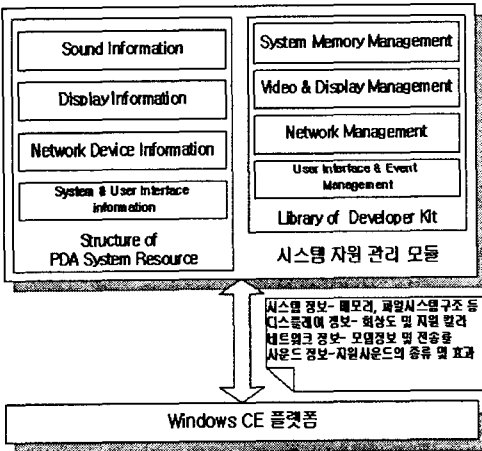 Sound Information
Display Information
Network Device Information
System & User Interface
information
Structure of
PDA System Resource
System Memory Management
Video & Display Management
Network Management
User Interface & Event
Management
Library of Developer Kit
시스템 자원 관리 모듈
시스템 정보- 메모리, 파일시스템구조 등
디스플레이 정보- 해상도 및 지원 칼라
네트워크 정보- 모뎀정보 및 전송률
사운드 정보-지원사운드의 종류 및 효과
Windows CE 플랫폼